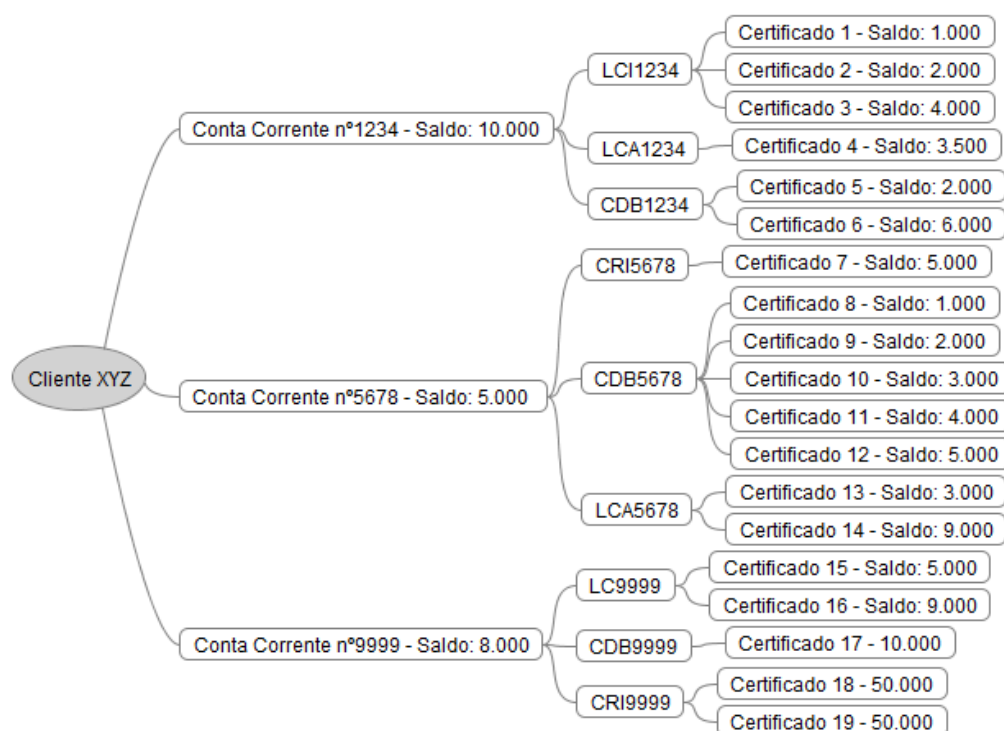 Cliente XYZ
Conta Corrente nº1234 - Saldo: 10.000
LCI1234
Certificado 1 - Saldo: 1.000
Certificado 2 - Saldo: 2.000
Certificado 3 - Saldo: 4.000
LCA1234
Certificado 4 - Saldo: 3.500
CDB1234
Certificado 5 - Saldo: 2.000
Certificado 6 - Saldo: 6.000
Conta Corrente nº5678 - Saldo: 5.000
CRI5678
Certificado 7 - Saldo: 5.000
CDB5678
Certificado 8 - Saldo: 1.000
Certificado 9 - Saldo: 2.000
Certificado 10 - Saldo: 3.000
Certificado 11 - Saldo: 4.000
Certificado 12 - Saldo: 5.000
LCA5678
Certificado 13 - Saldo: 3.000
Certificado 14 - Saldo: 9.000
Conta Corrente nº9999 - Saldo: 8.000
LC9999
Certificado 15 - Saldo: 5.000
Certificado 16 - Saldo: 9.000
CDB9999
Certificado 17 - 10.000
CRI9999
Certificado 18 - 50.000
Certificado 19 - 50.000